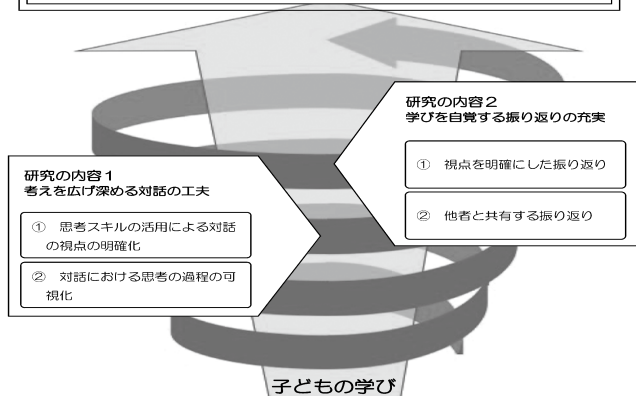 研究の内容2
学びを自覚する振り返りの充実
① 視点を明確にした振り返り
② 他者と共有する振り返り
研究の内容1
考えを広げ深める対話の工夫
① 思考スキルの活用による対話
の視点の明確化
② 対話における思考の過程の可
視化
子どもの学び